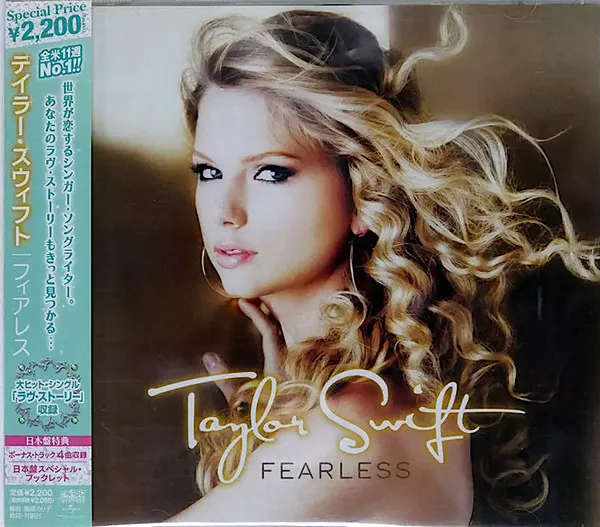 Special Price
¥2,200
全米11週
No.1!!
世界が恋するシンガー・ソングライター。
あなたのラヴ・ストーリーもきっと見つかる…
テイラー・スウィフト
フィアレス
大ヒット・シングル
「ラヴ・ストーリー」
収録
日本盤特典
ボーナス・トラック4曲収録
日本盤スペシャル・
ブックレット
定価¥2,200
Taylor Swift
FEARLESS